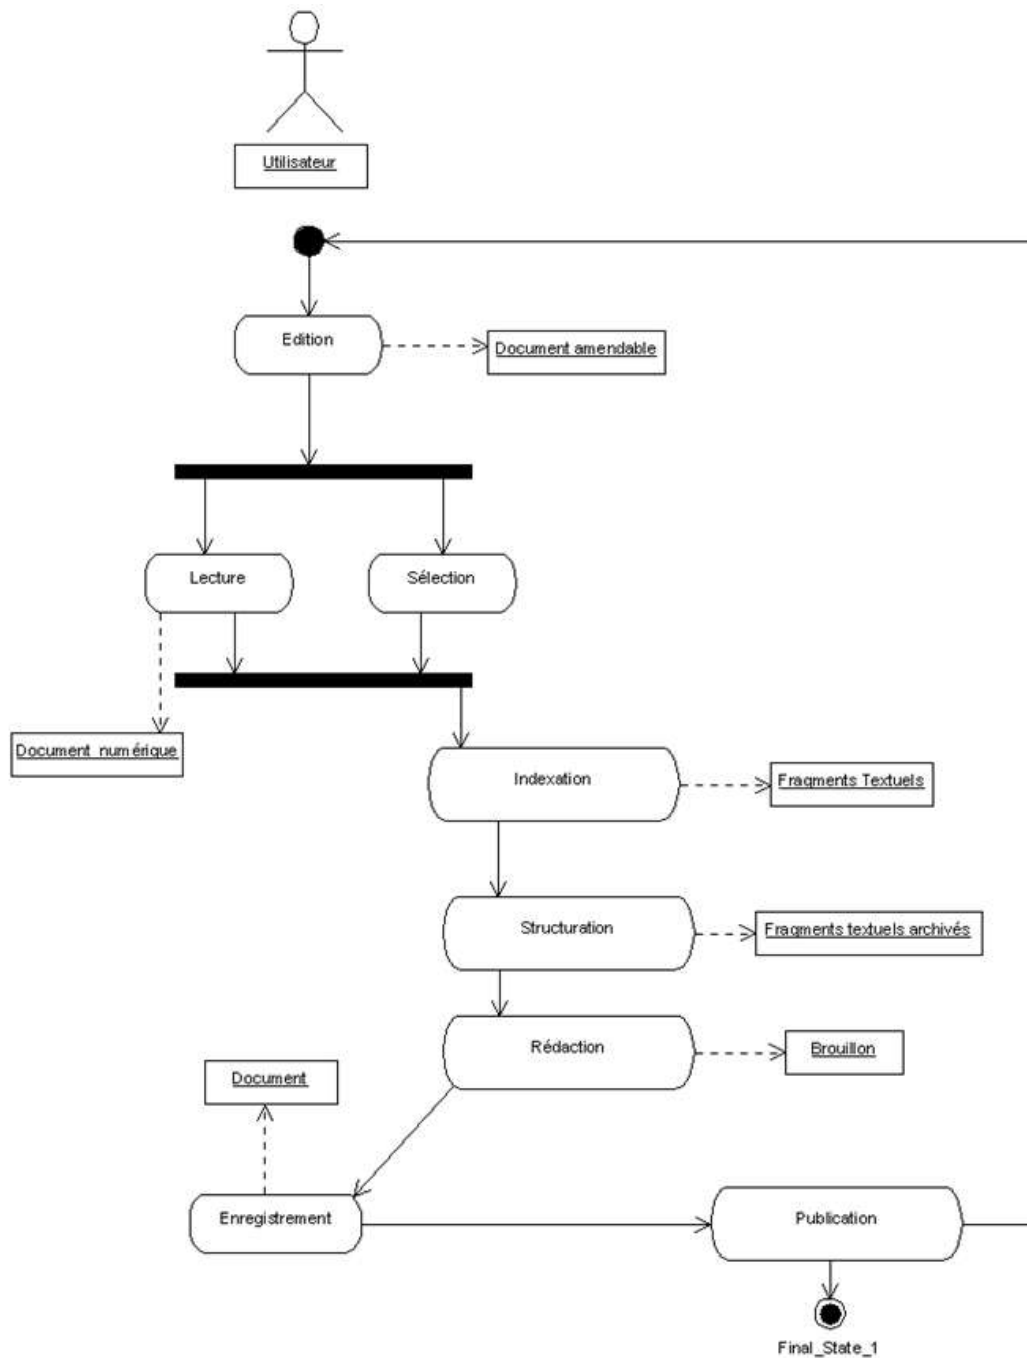 Utilisateur
Edition
Document amendable
Lecture
Sélection
Document numérique
Indexation
Fragments Textuels
Structuration
Fragments textuels archivés
Rédaction
Brouillon
Document
Enregistrement
Publication
Final_State_1